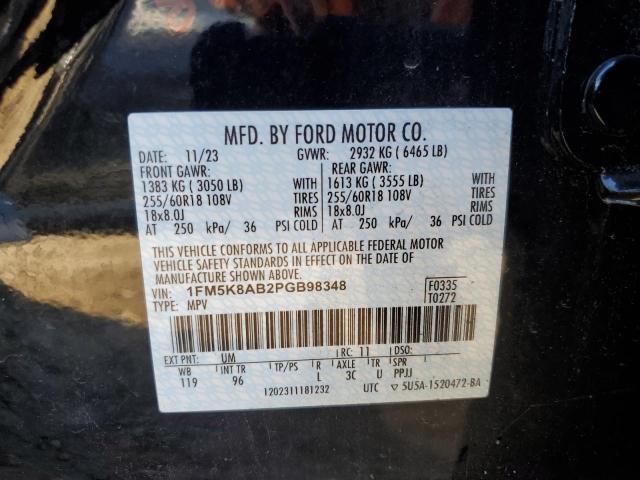 MFD. BY FORD MOTOR CO.
DATE: 11/23 GVWR: 2932 KG ( 6465 LB)
FRONT GAWR: REAR GAWR:
1383 KG ( 3050 LB) WITH 1613 KG ( 3555 LB) WITH
255/60R18 108V TIRES 255/60R18 108V TIRES
18x8.0J RIMS 18x8.0J RIMS
AT 250 kPa/ 36 PSI COLD AT 250 kPa/ 36 PSI COLD
THIS VEHICLE CONFORMS TO ALL APPLICABLE FEDERAL MOTOR
VEHICLE SAFETY STANDARDS IN EFFECT ON THE DATE OF
MANUFACTURE SHOWN ABOVE.
VIN: 1FM5K8AB2PGB98348 F0335
TYPE: MPV T0272
EXT PNT: UM RC: 11 DSO:
WB INT TR TP/PS R AXLE TR SPR
119 96 L 3C U PPJJ
1202311181232 UTC ▽ 5U5A-1520472-BA